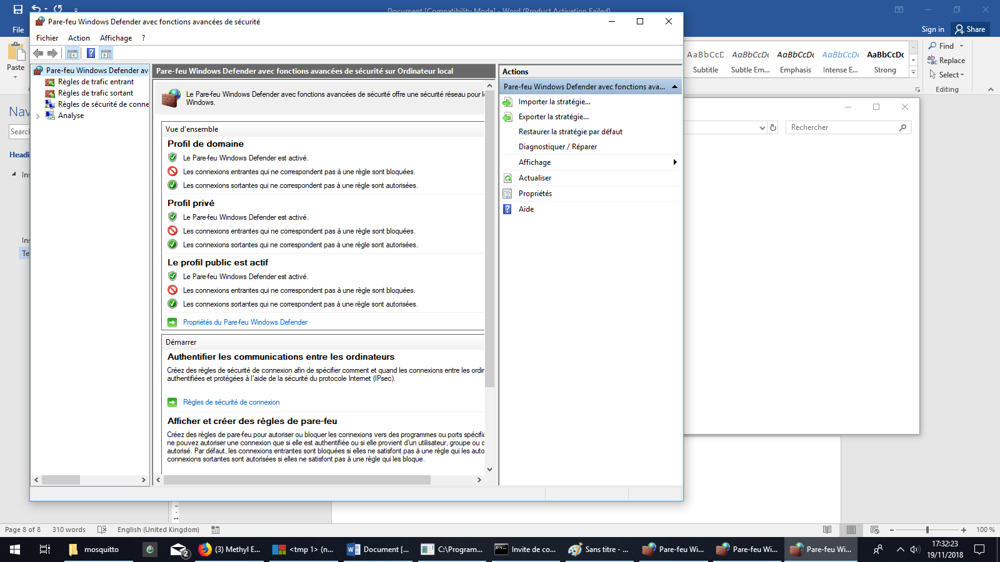 Document [Compatibility Mode] - Word (Product Activation Failed)
Pare-feu Windows Defender avec fonctions avancées de sécurité
File
Sign in
Share
Fichier Action Affichage ?
Paste
AaBbCcD AaBbCcDc AaBbCcDc AaBbCcDc AaBbCcDc
Subtitle Subtle Em... Emphasis Intense E... Strong
Find
Replace
Select
Editing
Nav
Search
Headi
Ins
Ins
Te
Pare-feu Windows Defender av
Règles de trafic entrant
Règles de trafic sortant
Règles de sécurité de conne
Analyse
Pare-feu Windows Defender avec fonctions avancées de sécurité sur Ordinateur local
Le Pare-feu Windows Defender avec fonctions avancées de sécurité offre une sécurité réseau pour le
Windows.
Vue d'ensemble
Profil de domaine
Le Pare-feu Windows Defender est activé.
Les connexions entrantes qui ne correspondent pas à une règle sont bloquées.
Les connexions sortantes qui ne correspondent pas à une règle sont autorisées.
Profil privé
Le Pare-feu Windows Defender est activé.
Les connexions entrantes qui ne correspondent pas à une règle sont bloquées.
Les connexions sortantes qui ne correspondent pas à une règle sont autorisées.
Le profil public est actif
Le Pare-feu Windows Defender est activé.
Les connexions entrantes qui ne correspondent pas à une règle sont bloquées.
Les connexions sortantes qui ne correspondent pas à une règle sont autorisées.
Propriétés du Pare-feu Windows Defender
Démarrer
Authentifier les communications entre les ordinateurs
Créez des règles de sécurité de connexion afin de spécifier comment et quand les connexions entre les ordin
authentifiées et protégées à l'aide de la sécurité du protocole Internet (IPsec).
Règles de sécurité de connexion
Afficher et créer des règles de pare-feu
Créez des règles de pare-feu pour autoriser ou bloquer les connexions vers des programmes ou ports spécific
ne pouvez autoriser une connexion que si elle est authentifiée ou si elle provient d'un utilisateur, groupe ou o
autorisé. Par défaut, les connexions entrantes sont bloquées si elles ne satisfont pas à une règle qui les auto
connexions sortantes sont autorisées si elles ne satisfont pas à une règle qui les bloque.
Actions
Pare-feu Windows Defender avec fonctions ava...
Importer la stratégie...
Exporter la stratégie...
Restaurer la stratégie par défaut
Diagnostiquer / Réparer
Affichage
Actualiser
Propriétés
Aide
Rechercher
Page 8 of 8 310 words English (United Kingdom) 100 %
mosquitto
2
(3) Methyl E...
<tmp 1> (n...
Document [...
C:\Program...
Invite de co...
Sans titre - ...
Pare-feu Wi...
Pare-feu Wi...
Pare-feu Wi...
17:32:23
19/11/2018